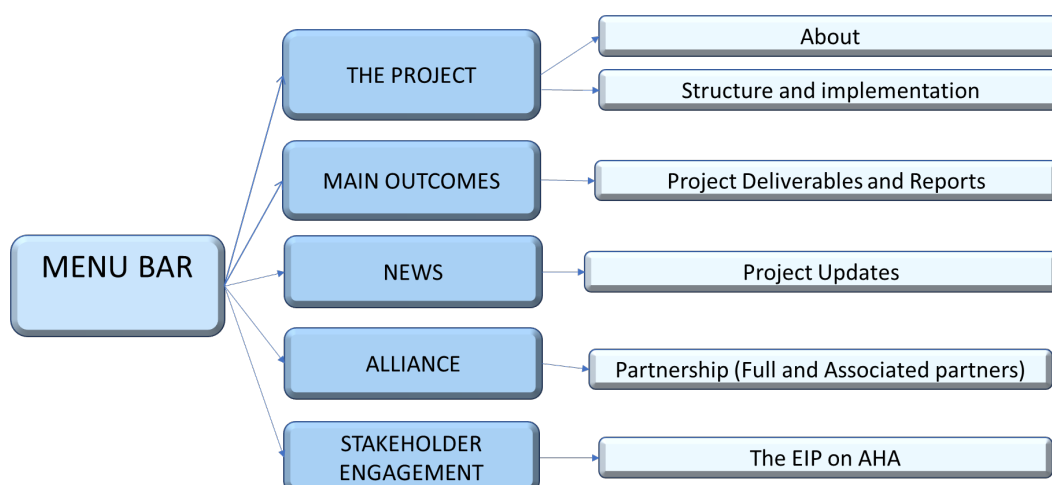 MENU BAR
THE PROJECT
About
Structure and implementation
MAIN OUTCOMES
Project Deliverables and Reports
NEWS
Project Updates
ALLIANCE
Partnership (Full and Associated partners)
STAKEHOLDER
ENGAGEMENT
The EIP on AHA